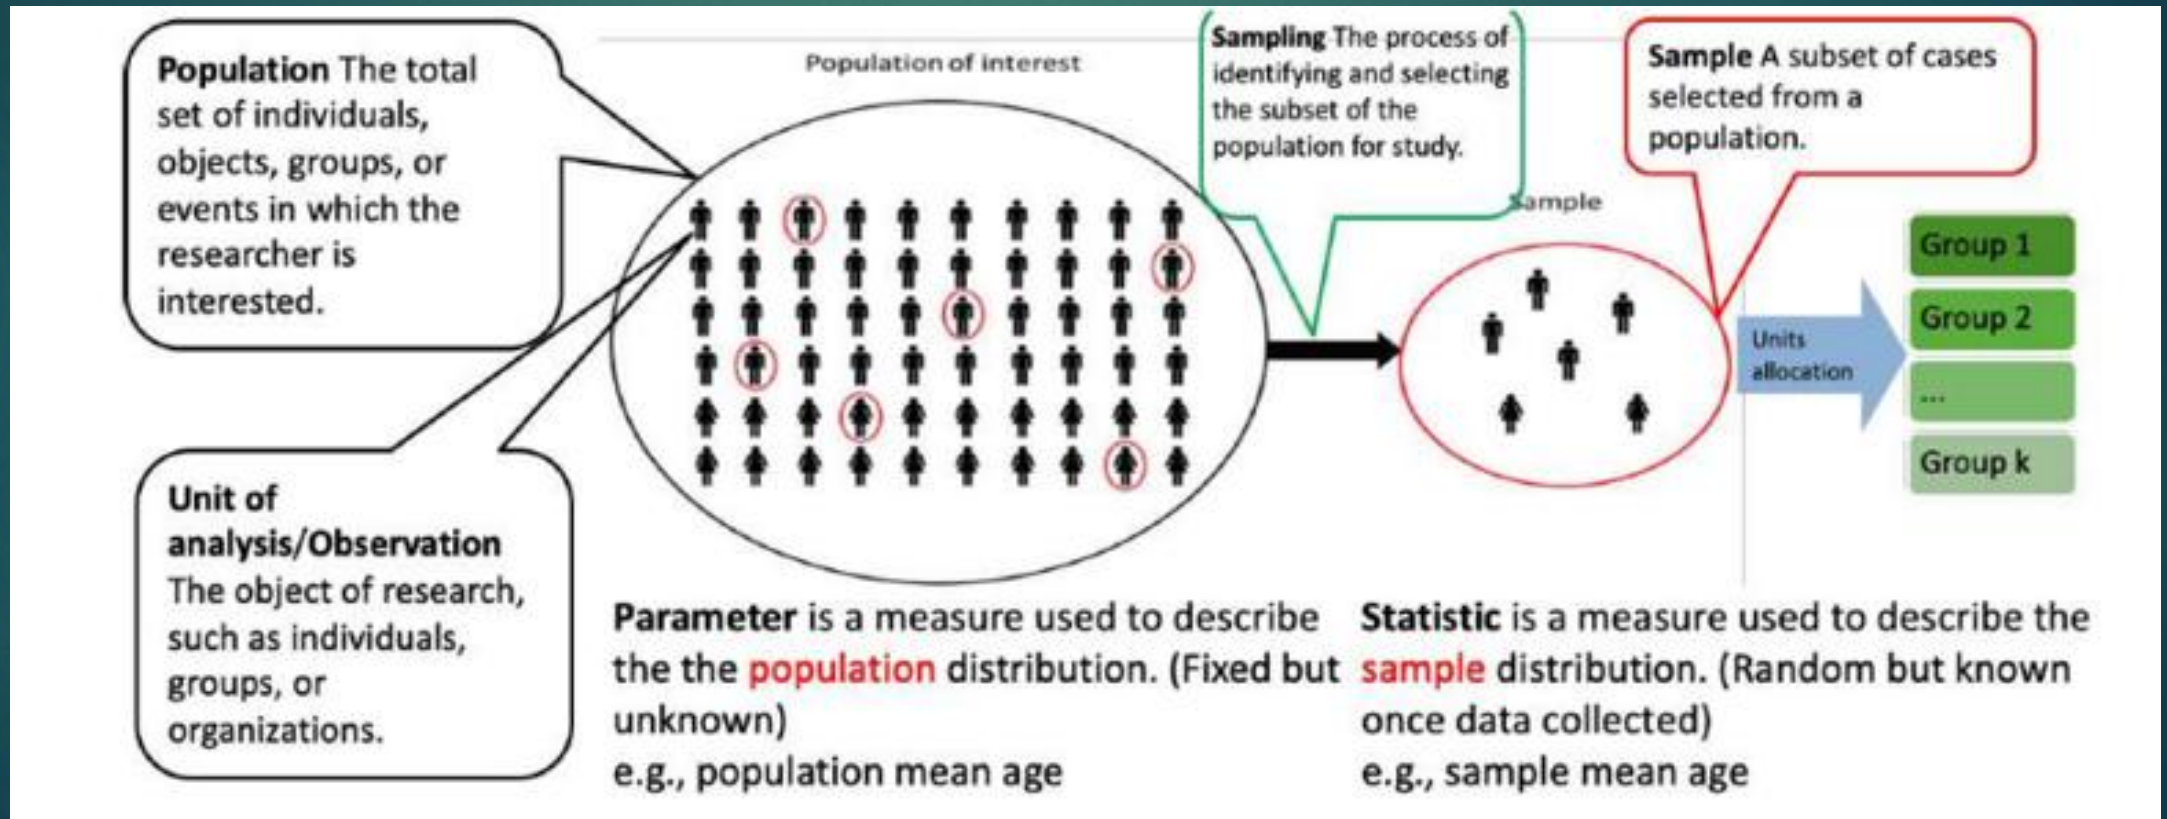 Population The total
set of individuals,
objects, groups, or
events in which the
researcher is
interested.
Population of interest
Sampling The process of
identifying and selecting
the subset of the
population for study.
Sample A subset of cases
selected from a
population.
Sample
Group 1
Group 2
...
Group k
Units
allocation
Unit of
analysis/Observation
The object of research,
such as individuals,
groups, or
organizations.
Parameter is a measure used to describe
the the population distribution. (Fixed but
unknown)
e.g., population mean age
Statistic is a measure used to describe the
sample distribution. (Random but known
once data collected)
e.g., sample mean age